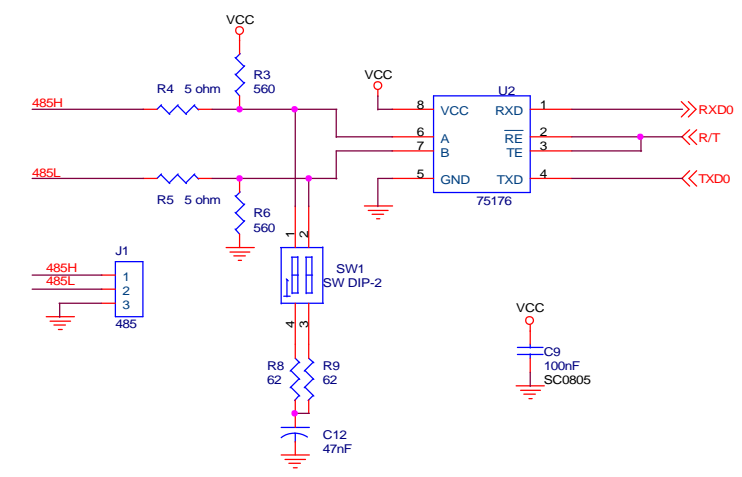 VCC
R3
560
R4 5 ohm
485H
VCC
U2
8 VCC RXD 1 RXD0
6 A RE 2 R/T
7 B TE 3
5 GND TXD 4 TXD0
75176
485L
R5 5 ohm
R6
560
1 2
SW1
SW DIP-2
4 3
J1
485H 1
485L 2
3
485
R8
62
R9
62
C12
47nF
VCC
C9
100nF
SC0805